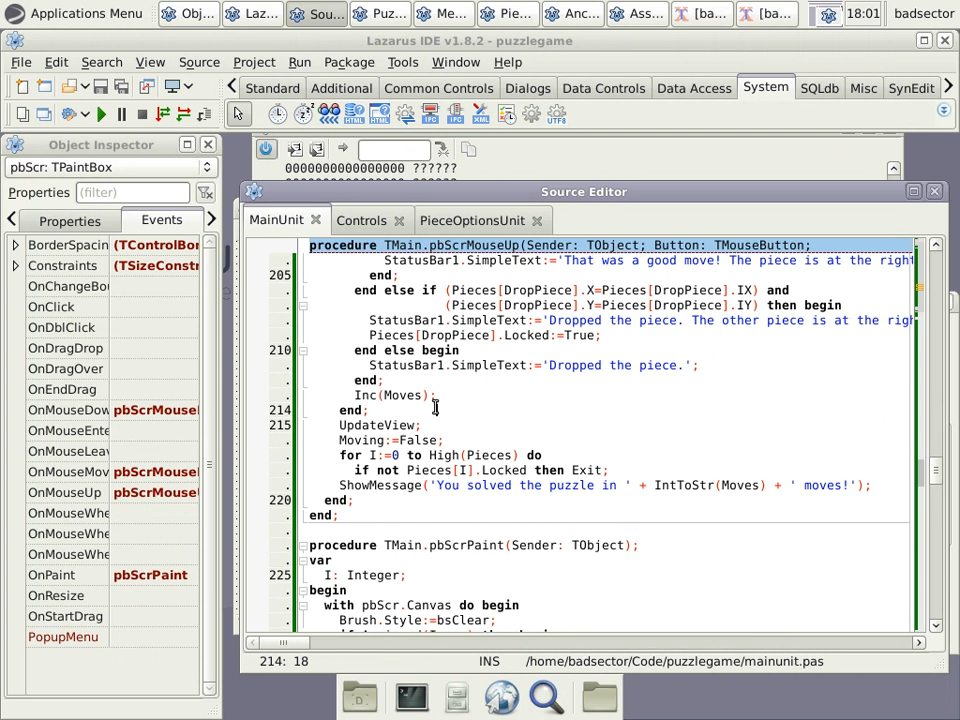 Applications Menu Obj... Laz... Sou... Puz... Me... Pie... Anc... Ass... [ba... [ba... 18:01 badsector
Lazarus IDE v1.8.2 - puzzlegame
File Edit Search View Source Project Run Package Tools Window Help
Standard Additional Common Controls Dialogs Data Controls Data Access System SQLdb Misc SynEdit
Object Inspector
pbScr: TPaintBox
Properties (filter)
Properties Events
BorderSpacin (TControlBor
Constraints (TSizeConstr
OnChangeBou
OnClick
OnDblClick
OnDragDrop
OnDragOver
OnEndDrag
OnMouseDow pbScrMousel
OnMouseEnte
OnMouseLeav
OnMouseMov pbScrMousel
OnMouseUp pbScrMouseU
OnMouseWhe
OnMouseWhe
OnMouseWhe
OnPaint pbScrPaint
OnResize
OnStartDrag
PopupMenu
0000000000000000 ??????
Source Editor
MainUnit Controls PieceOptionsUnit
procedure TMain.pbScrMouseUp(Sender: TObject; Button: TMouseButton;
StatusBar1.SimpleText:='That was a good move! The piece is at the right
205 end;
end else if (Pieces[DropPiece].X=Pieces[DropPiece].IX) and
(Pieces[DropPiece].Y=Pieces[DropPiece].IY) then begin
StatusBar1.SimpleText:='Dropped the piece. The other piece is at the righ
Pieces[DropPiece].Locked:=True;
210 end else begin
StatusBar1.SimpleText:='Dropped the piece.';
end;
Inc(Moves);
214 end;
215 UpdateView;
Moving:=False;
for I:=0 to High(Pieces) do
if not Pieces[I].Locked then Exit;
ShowMessage('You solved the puzzle in ' + IntToStr(Moves) + ' moves!');
220 end;
end;
procedure TMain.pbScrPaint(Sender: TObject);
var
225 I: Integer;
begin
with pbScr.Canvas do begin
Brush.Style:=bsClear;
214: 18 INS /home/badsector/Code/puzzlegame/mainunit.pas